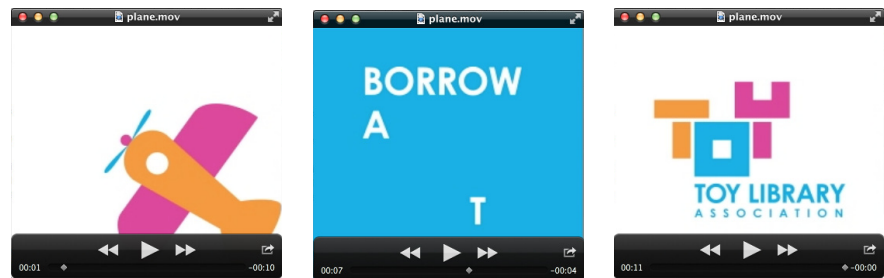 plane.mov
00:01
-00:10
plane.mov
BORROW
A
T
00:07
-00:04
plane.mov
TOY LIBRARY
ASSOCIATION
00:11
-00:00